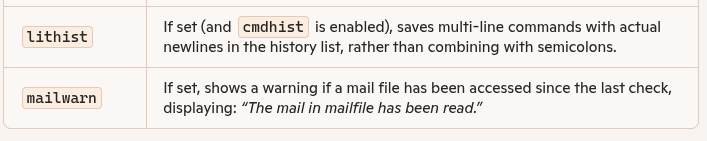 lithist
If set (and cmdhist is enabled), saves multi-line commands with actual
newlines in the history list, rather than combining with semicolons.
mailwarn
If set, shows a warning if a mail file has been accessed since the last check,
displaying: “The mail in mailfile has been read.”